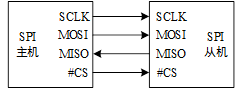 SCLK SCLK
MOSI MOSI
SPI SPI
主机 从机
MISO MISO
#CS #CS